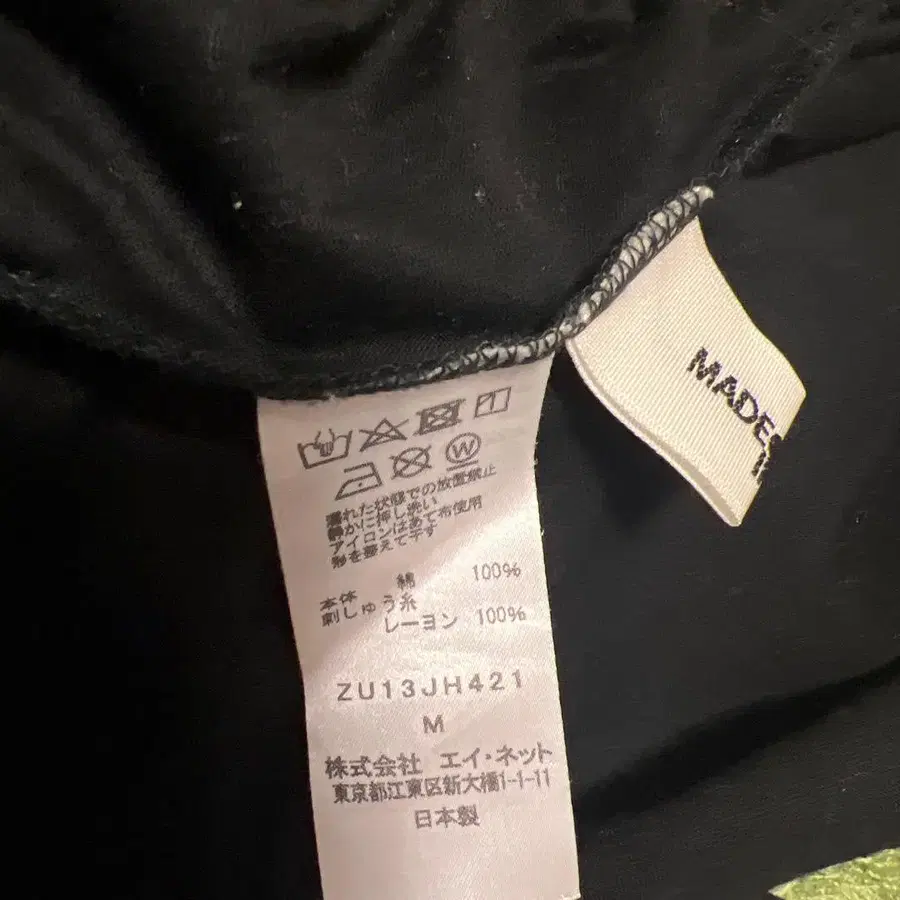 W
濡れた状態での放置禁止
静かに押し洗い
アイロンはあて布使用
形を整えて干す
本体 綿 100%
刺しゅう糸
レーヨン 100%
ZU13JH421
M
株式会社 エイ・ネット
東京都江東区新大橋1-1-11
日本製